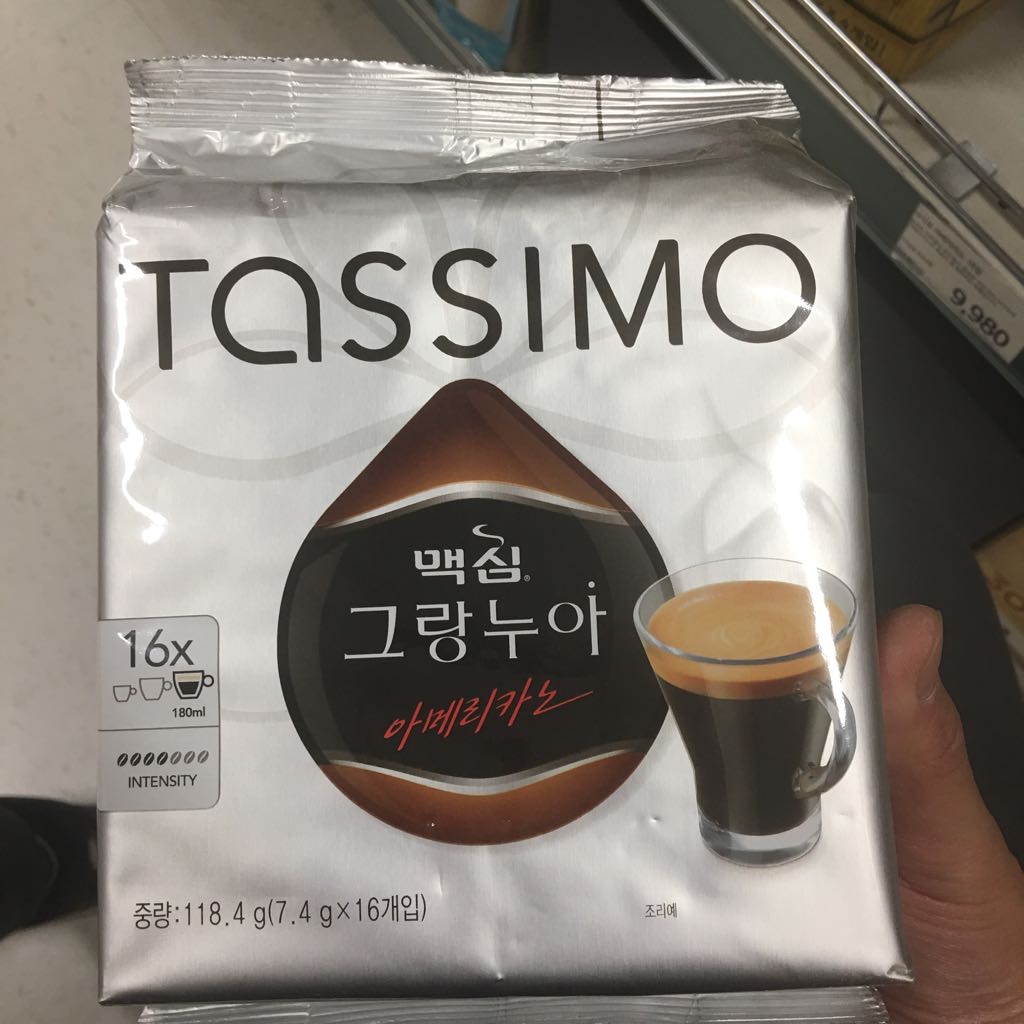 TASSIMO
맥심®
그랑누아
아메리카노
16x
180ml
INTENSITY
중량:118.4 g(7.4 g×16개입)
조리예
9,980